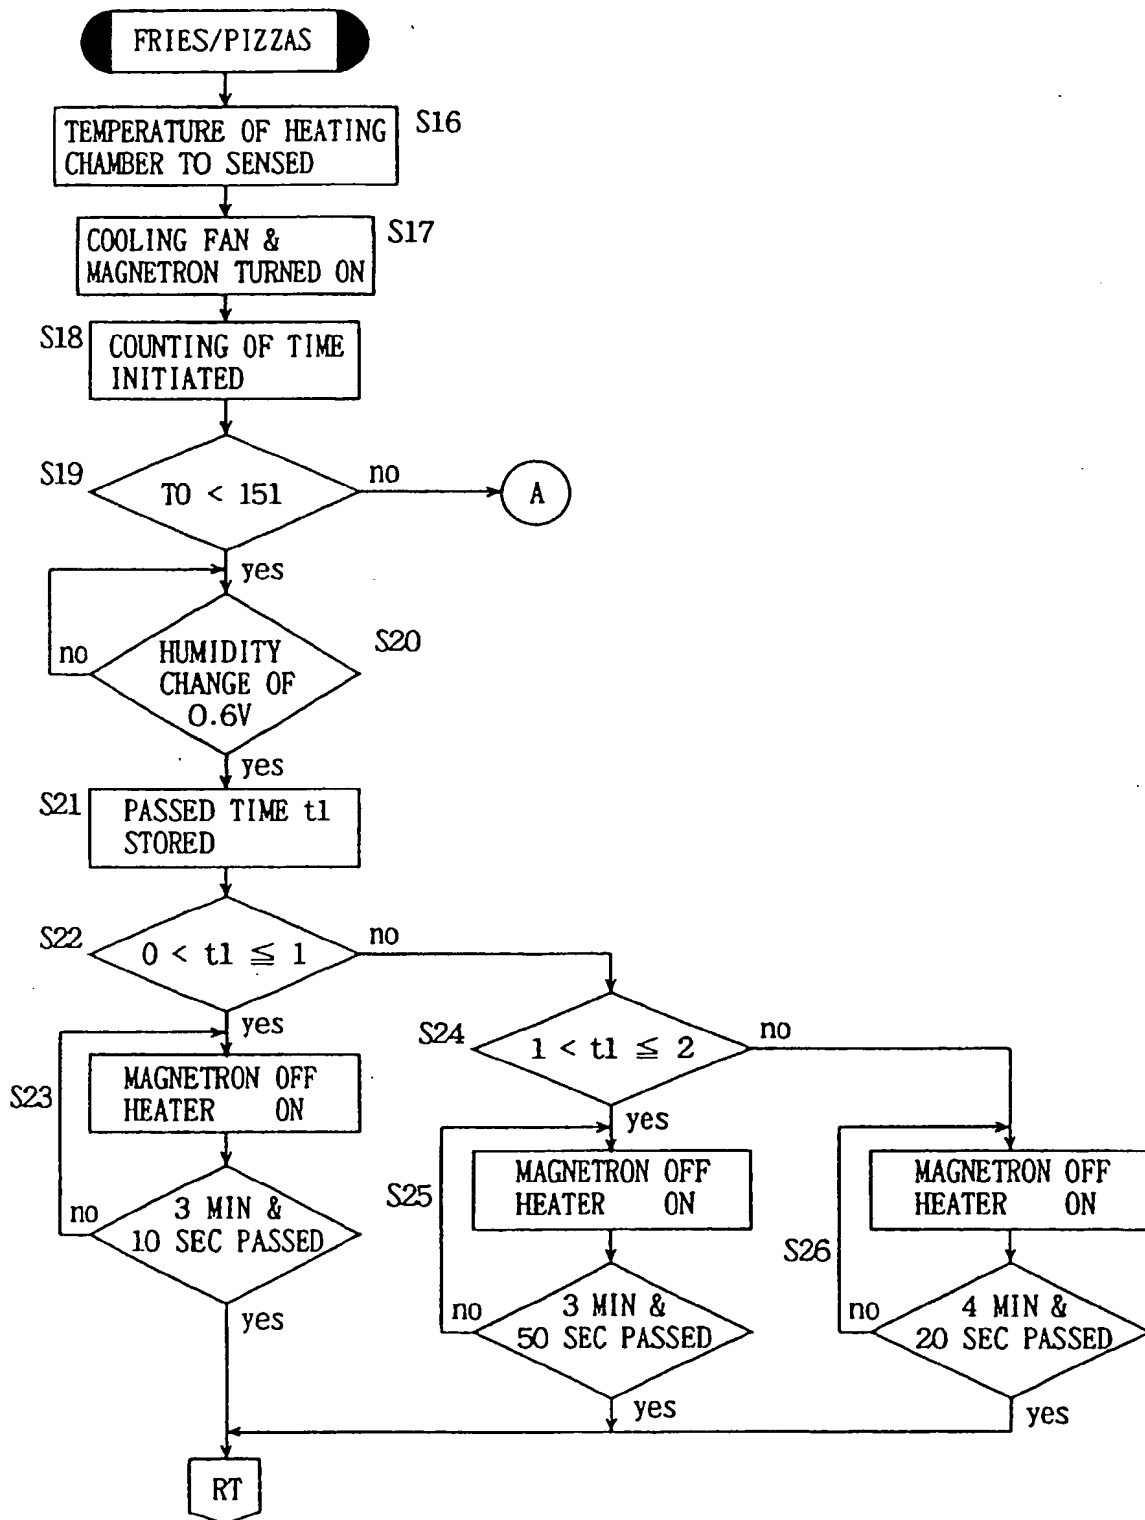 FRIES/PIZZAS
TEMPERATURE OF HEATING
CHAMBER TO SENSED
S16
COOLING FAN &
MAGNETRON TURNED ON
S17
S18
COUNTING OF TIME
INITIATED
S19
TO < 151
no
A
yes
no
HUMIDITY
CHANGE OF
0.6V
S20
yes
S21
PASSED TIME t1
STORED
S22
0 < t1 ≦ 1
no
yes
S23
MAGNETRON OFF
HEATER ON
no
3 MIN &
10 SEC PASSED
yes
S24
1 < t1 ≦ 2
no
yes
S25
MAGNETRON OFF
HEATER ON
no
3 MIN &
50 SEC PASSED
yes
S26
MAGNETRON OFF
HEATER ON
no
4 MIN &
20 SEC PASSED
yes
RT